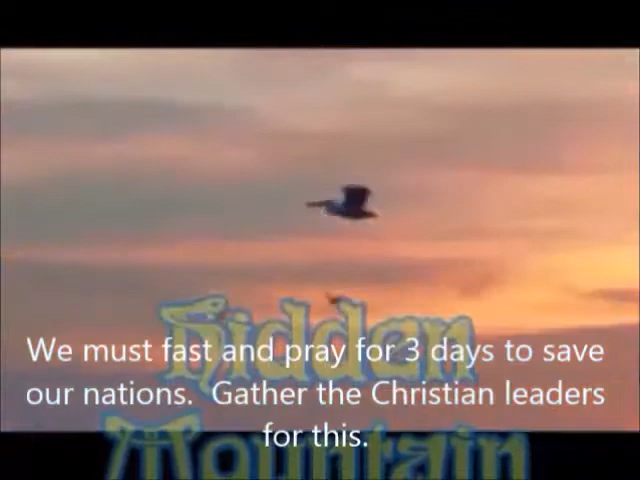 Hidden
We must fast and pray for 3 days to save
our nations.  Gather the Christian leaders
for this.
Mountain